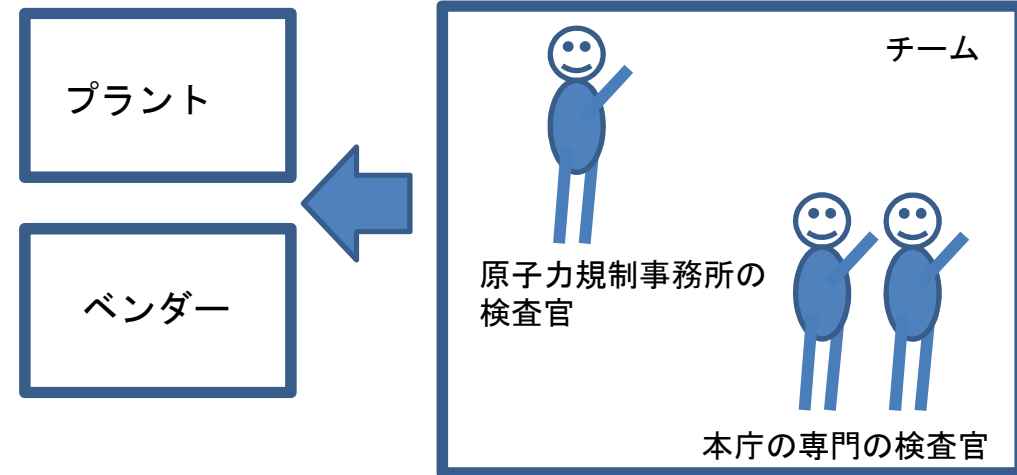 プラント
ベンダー
チーム
原子力規制事務所の
検査官
本庁の専門の検査官